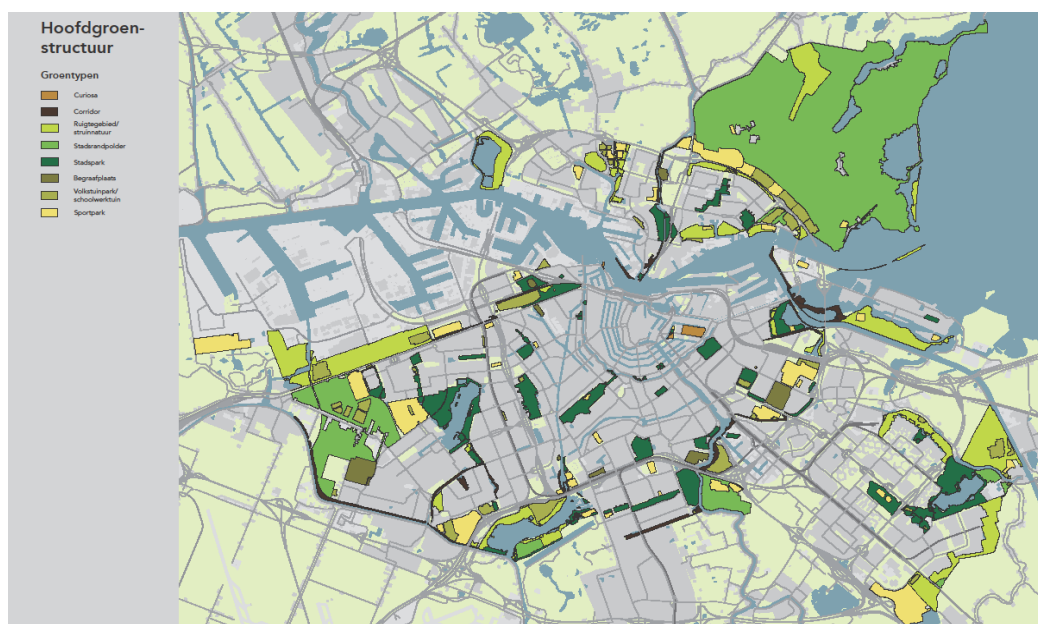 Hoofdgroen-
structuur
Groentypen
Curiosa
Corridor
Ruigtegebied/
struinnatuur
Stadsrandpolder
Stadspark
Begraafplaats
Volkstuinpark/
schoolwerktuin
Sportpark